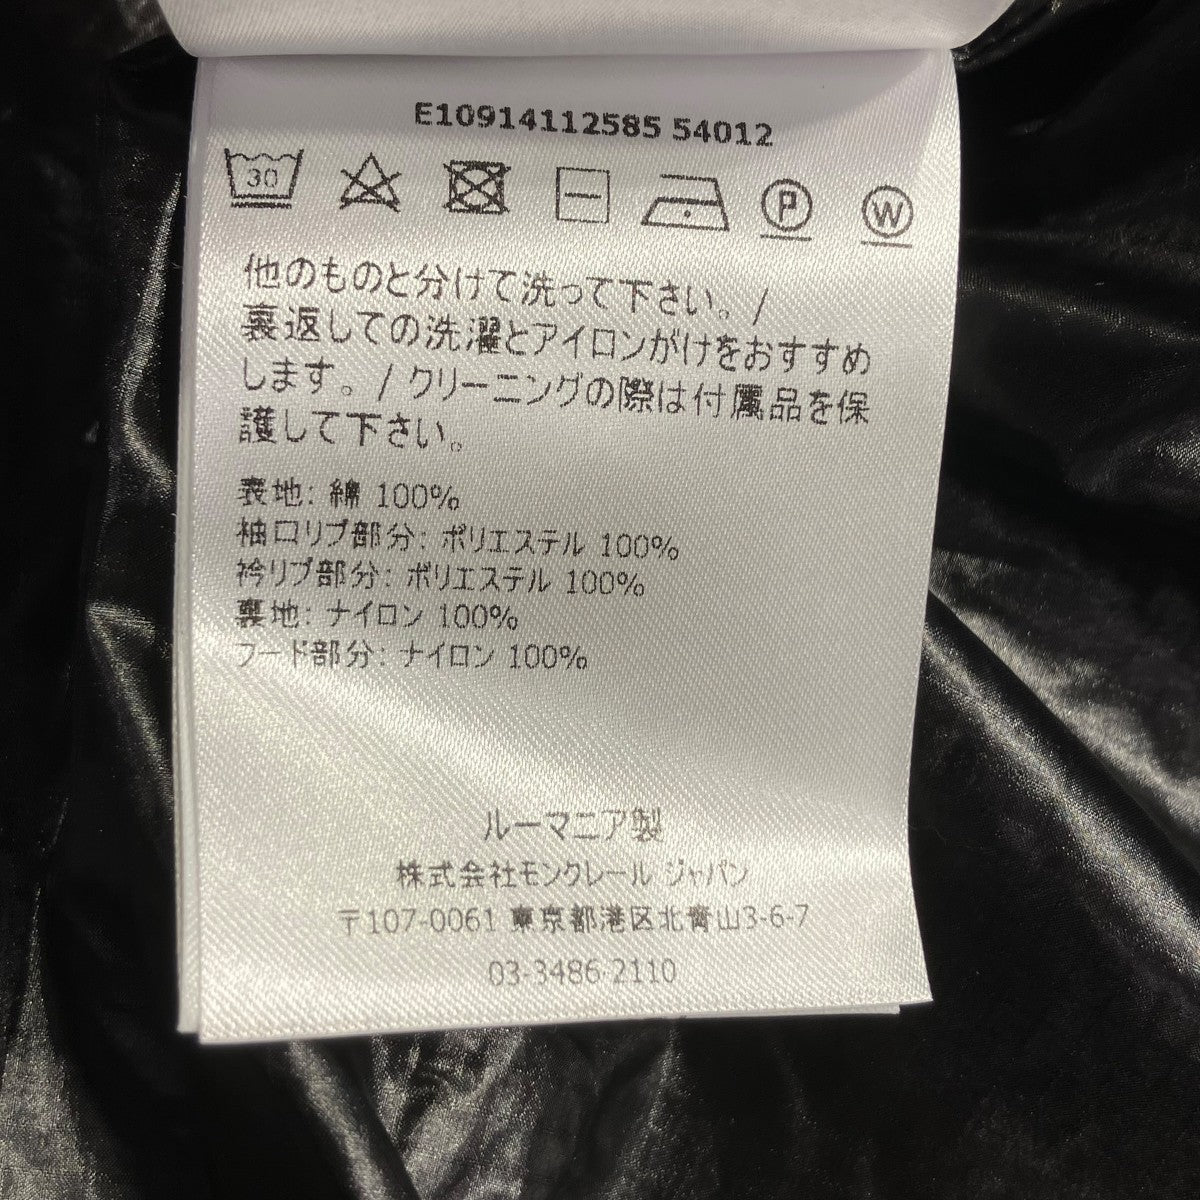 E10914112585 54012
30 P W
他のものと分けて洗って下さい。/
裏返しての洗濯とアイロンがけをおすすめ
します。/ クリーニングの際は付属品を保
護して下さい。
表地: 綿 100%
袖口リブ部分: ポリエステル 100%
衿リブ部分: ポリエステル 100%
裏地: ナイロン 100%
フード部分: ナイロン 100%
ルーマニア製
株式会社モンクレール ジャパン
〒107-0061 東京都港区北青山3-6-7
03-3486-2110